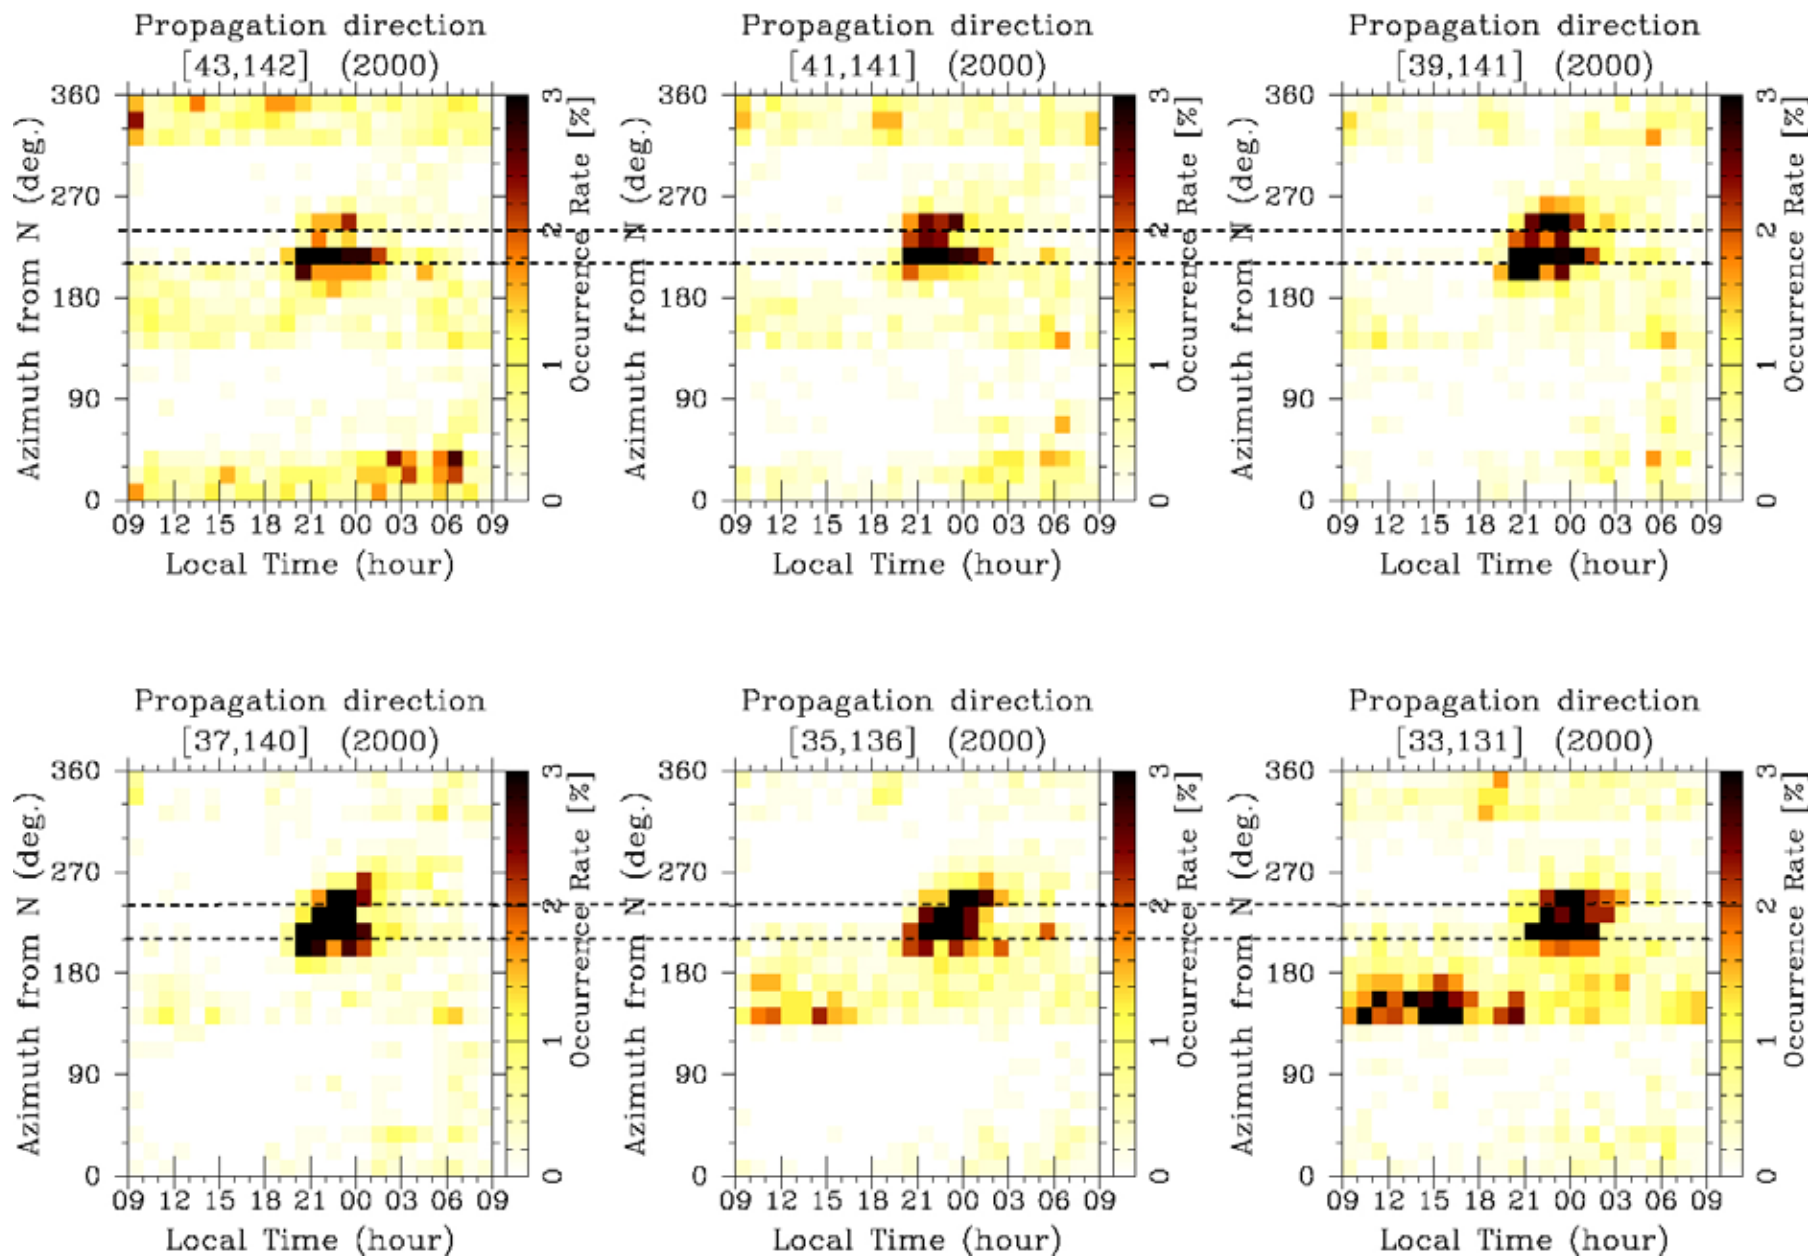 Propagation direction
[43,142] (2000)
Propagation direction
[41,141] (2000)
Propagation direction
[39,141] (2000)
Azimuth from N (deg.)
360
270
180
90
0
09 12 15 18 21 00 03 06 09
Local Time (hour)
Occurrence Rate [%]
3
2
1
0
Azimuth from N (deg.)
360
270
180
90
0
09 12 15 18 21 00 03 06 09
Local Time (hour)
Occurrence Rate [%]
3
2
1
0
Azimuth from N (deg.)
360
270
180
90
0
09 12 15 18 21 00 03 06 09
Local Time (hour)
Occurrence Rate [%]
3
2
1
0
Propagation direction
[37,140] (2000)
Propagation direction
[35,136] (2000)
Propagation direction
[33,131] (2000)
Azimuth from N (deg.)
360
270
180
90
0
09 12 15 18 21 00 03 06 09
Local Time (hour)
Occurrence Rate [%]
3
2
1
0
Azimuth from N (deg.)
360
270
180
90
0
09 12 15 18 21 00 03 06 09
Local Time (hour)
Occurrence Rate [%]
3
2
1
0
Azimuth from N (deg.)
360
270
180
90
0
09 12 15 18 21 00 03 06 09
Local Time (hour)
Occurrence Rate [%]
3
2
1
0